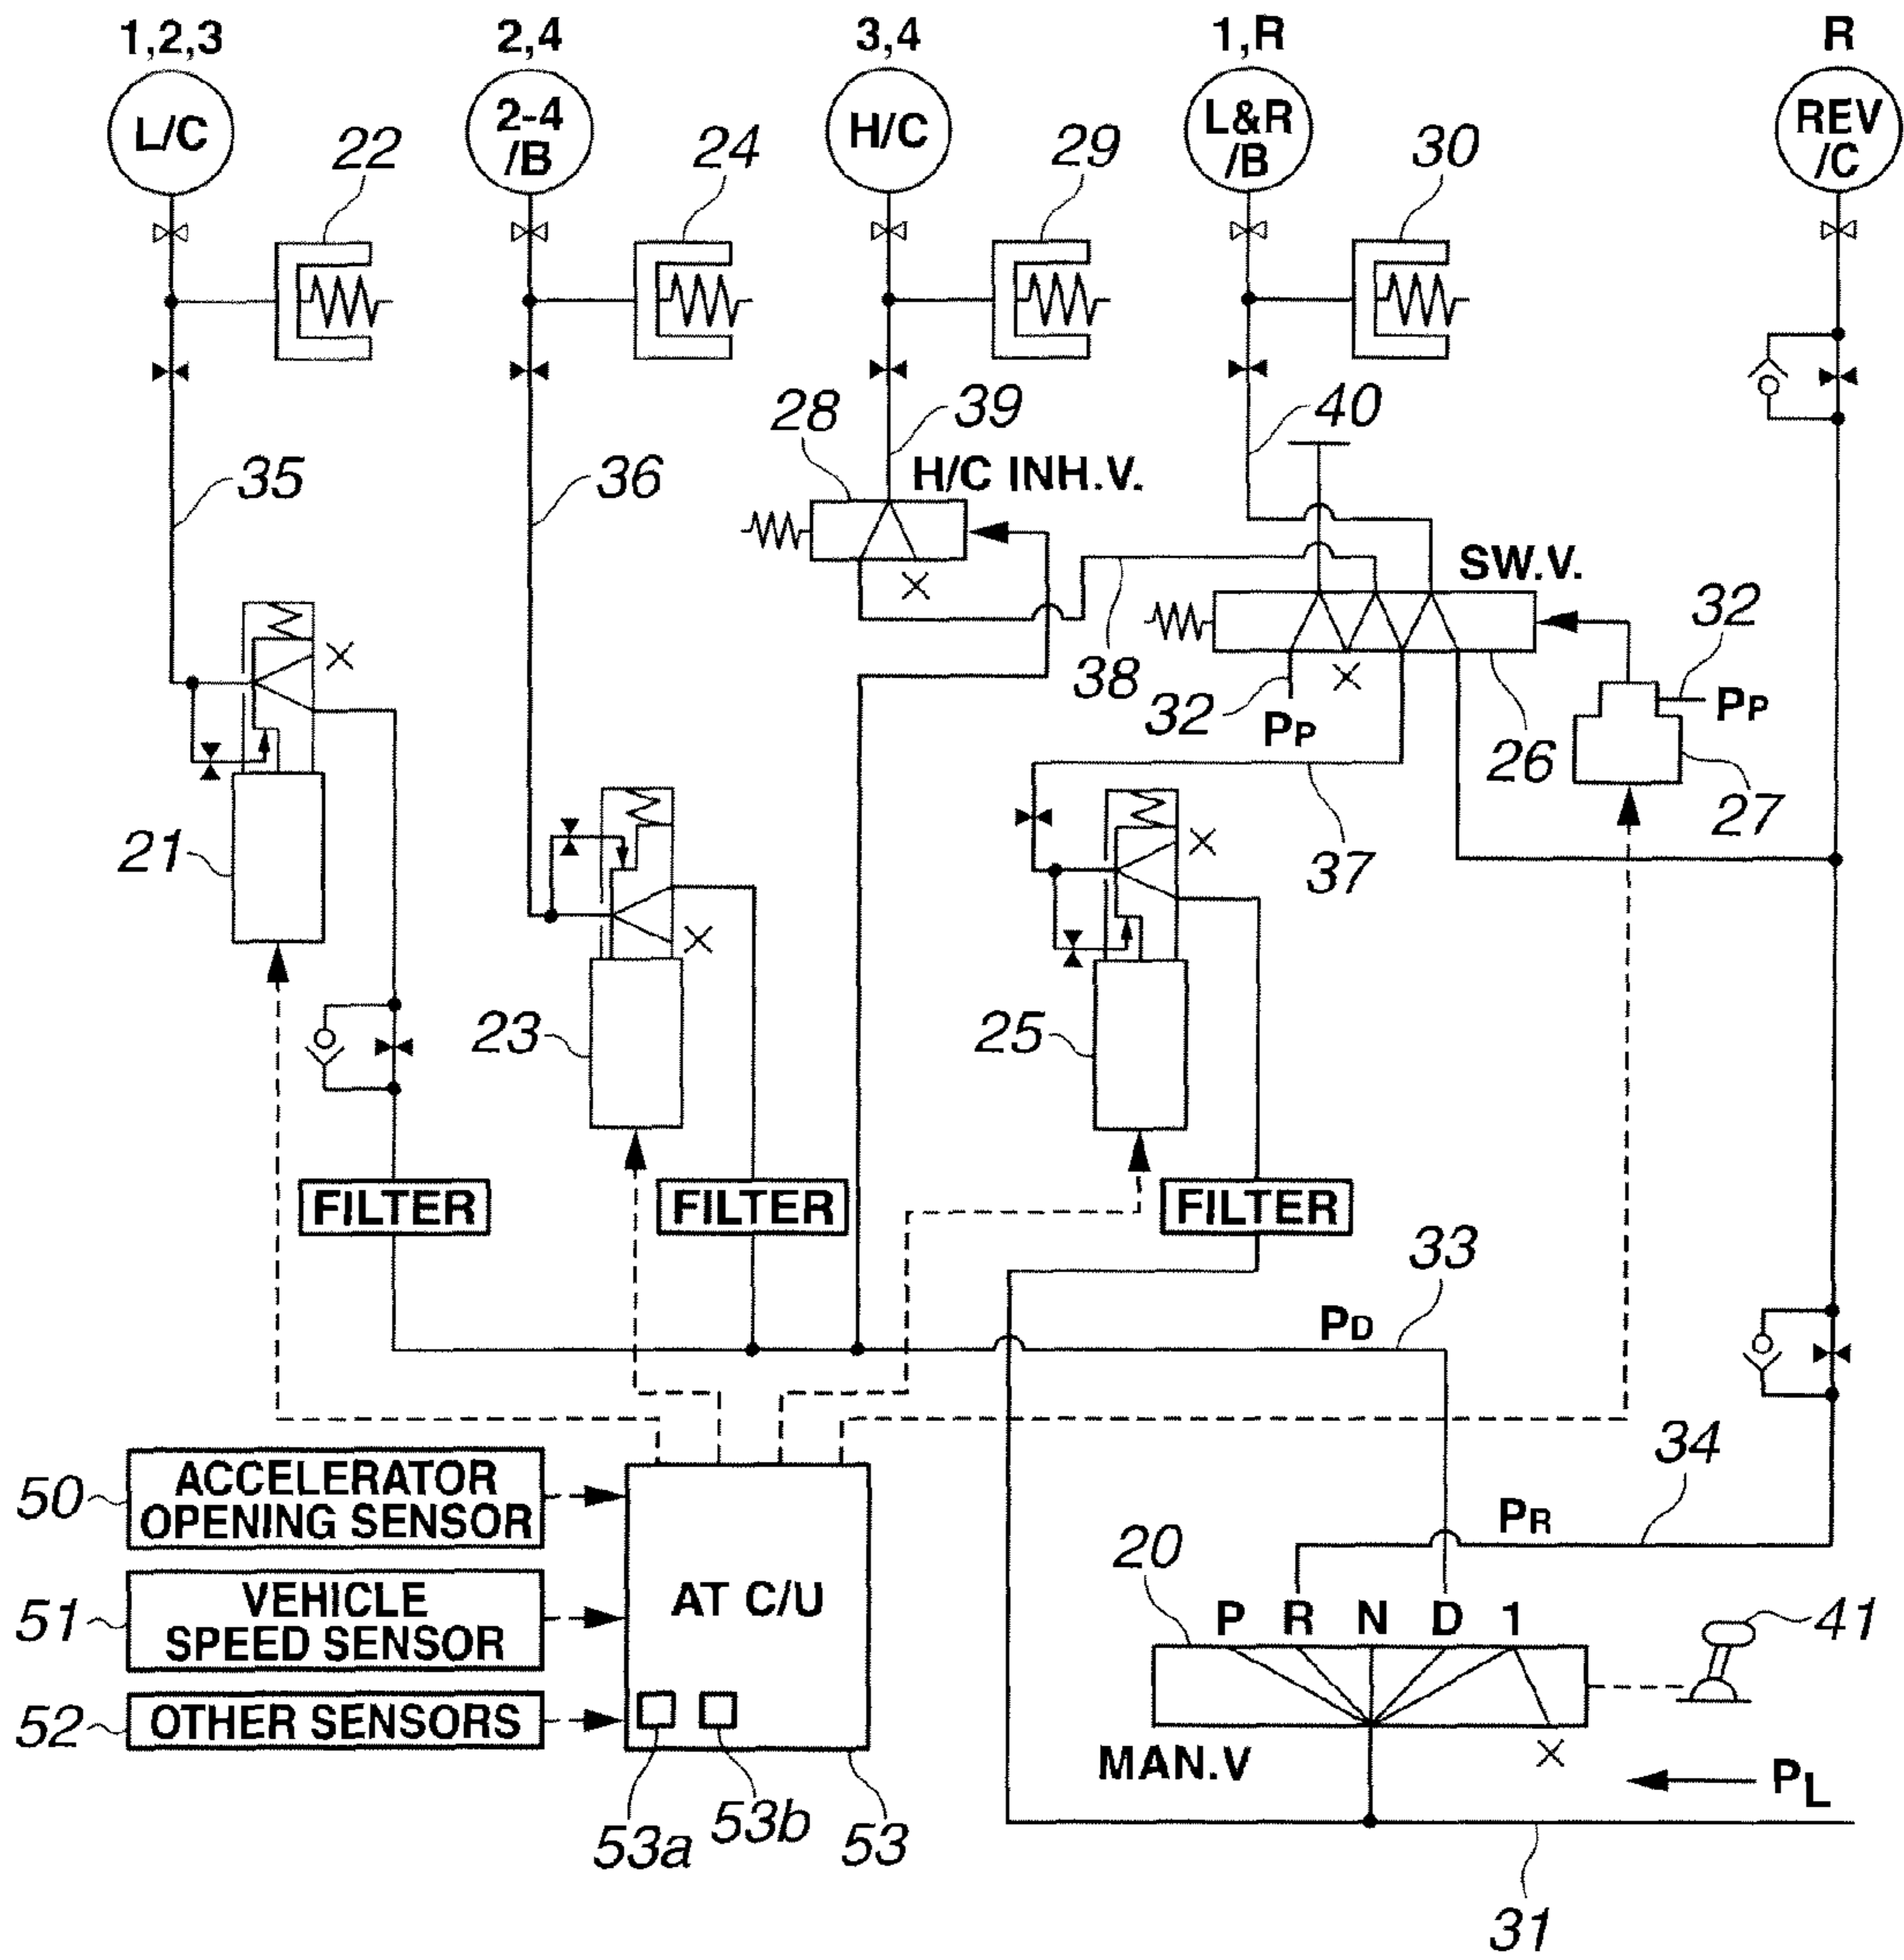 1,2,3
2,4
3,4
1,R
R
L/C
2-4
/B
H/C
L&R
/B
REV
/C
22
24
29
30
28
39
40
35
36
H/C INH.V.
SW.V.
32
38
32
PP
PP
26
27
21
37
23
25
FILTER
FILTER
FILTER
33
PD
34
PR
50
ACCELERATOR
OPENING SENSOR
51
VEHICLE
SPEED SENSOR
52
OTHER SENSORS
AT C/U
53a
53b
53
20
P R N D 1
41
MAN.V
PL
31